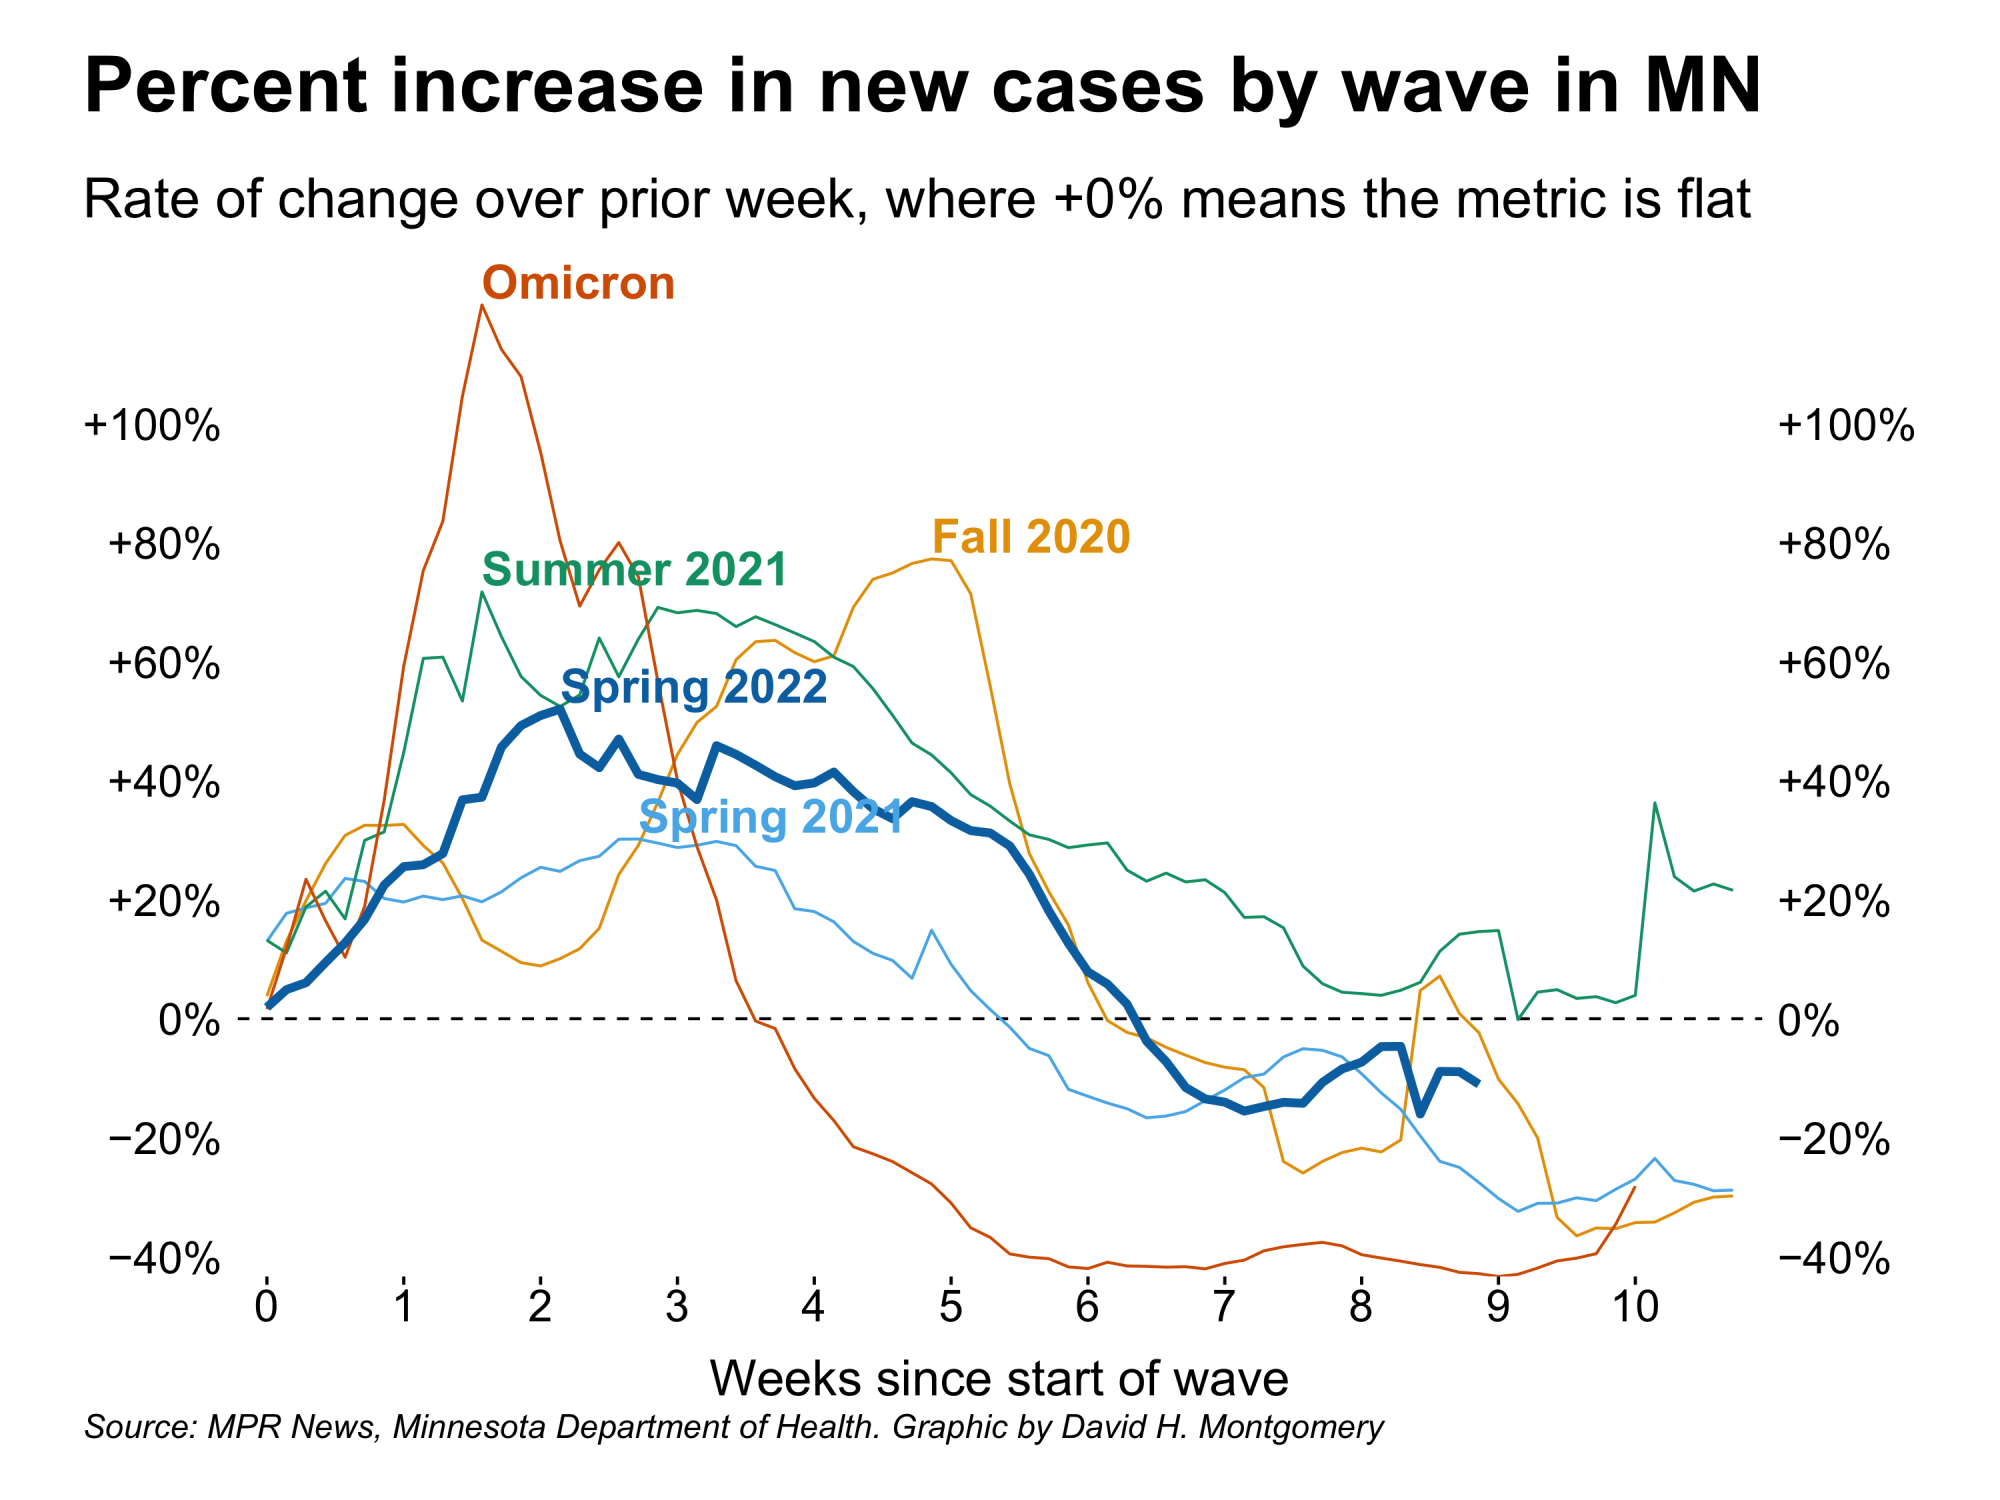 Percent increase in new cases by wave in MN
Rate of change over prior week, where +0% means the metric is flat
Omicron
+100% +100%
+80% Fall 2020 +80%
Summer 2021
+60% +60%
Spring 2022
+40% +40%
Spring 2021
+20% +20%
0% 0%
−20% −20%
−40% −40%
0 1 2 3 4 5 6 7 8 9 10
Weeks since start of wave
Source: MPR News, Minnesota Department of Health. Graphic by David H. Montgomery